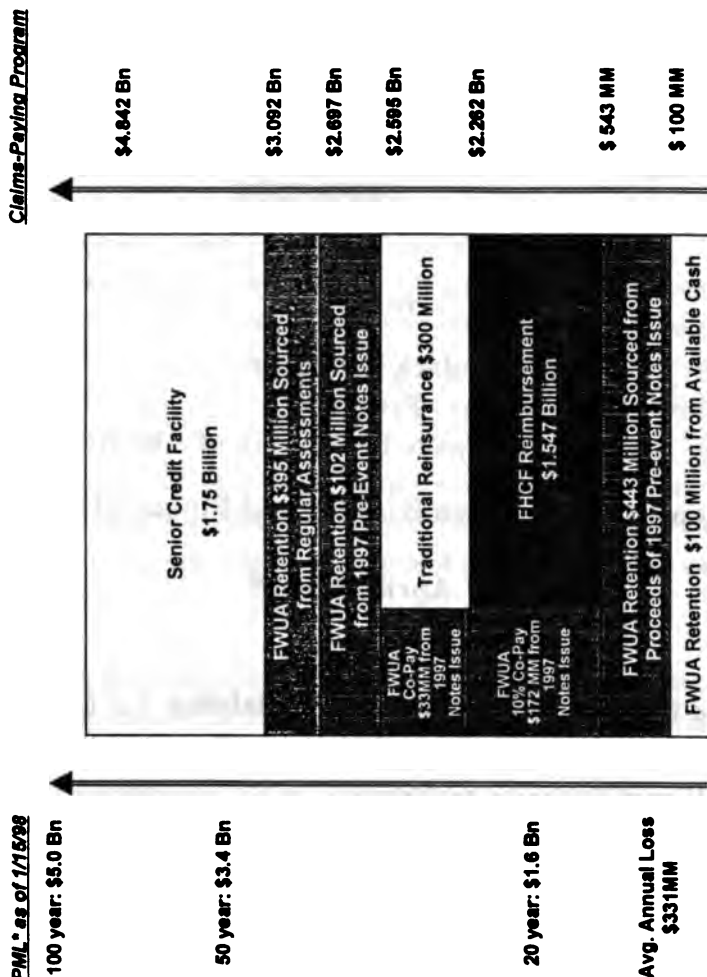 Claims-Paying Program
$4.842 Bn
$3.092 Bn
$2.697 Bn
$2.595 Bn
$2.262 Bn
$ 543 MM
$ 100 MM
Senior Credit Facility
$1.75 Billion
FWUA Retention $395 Million Sourced
from Regular Assessments
FWUA Retention $102 Million Sourced
from 1997 Pre-Event Notes Issue
FWUA
Co-Pay
$33MM from
1997
Notes Issue
Traditional Reinsurance $300 Million
FWUA
10% Co-Pay
$172 MM from
1997
Notes Issue
FHCF Reimbursement
$1.547 Billion
FWUA Retention $443 Million Sourced from
Proceeds of 1997 Pre-event Notes Issue
FWUA Retention $100 Million from Available Cash
PML* as of 1/15/98
100 year: $5.0 Bn
50 year: $3.4 Bn
20 year: $1.6 Bn
Avg. Annual Loss
$331MM